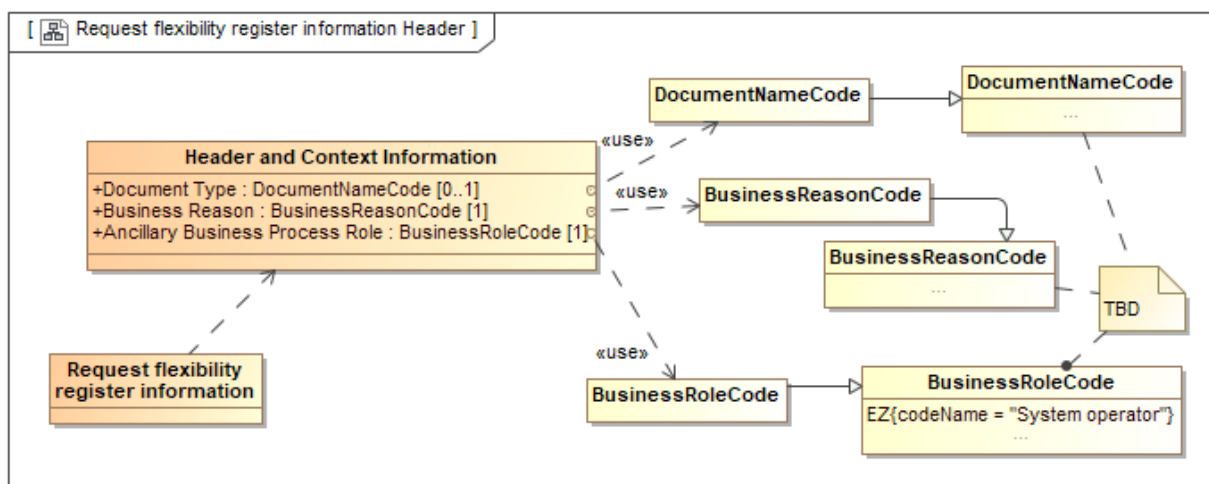 [ Request flexibility register information Header ]
DocumentNameCode
DocumentNameCode
...
«use»
Header and Context Information
+Document Type : DocumentNameCode [0..1]
+Business Reason : BusinessReasonCode [1]
+Ancillary Business Process Role : BusinessRoleCode [1]
«use»
BusinessReasonCode
BusinessReasonCode
...
TBD
«use»
Request flexibility
register information
BusinessRoleCode
BusinessRoleCode
EZ{codeName = "System operator"}
...